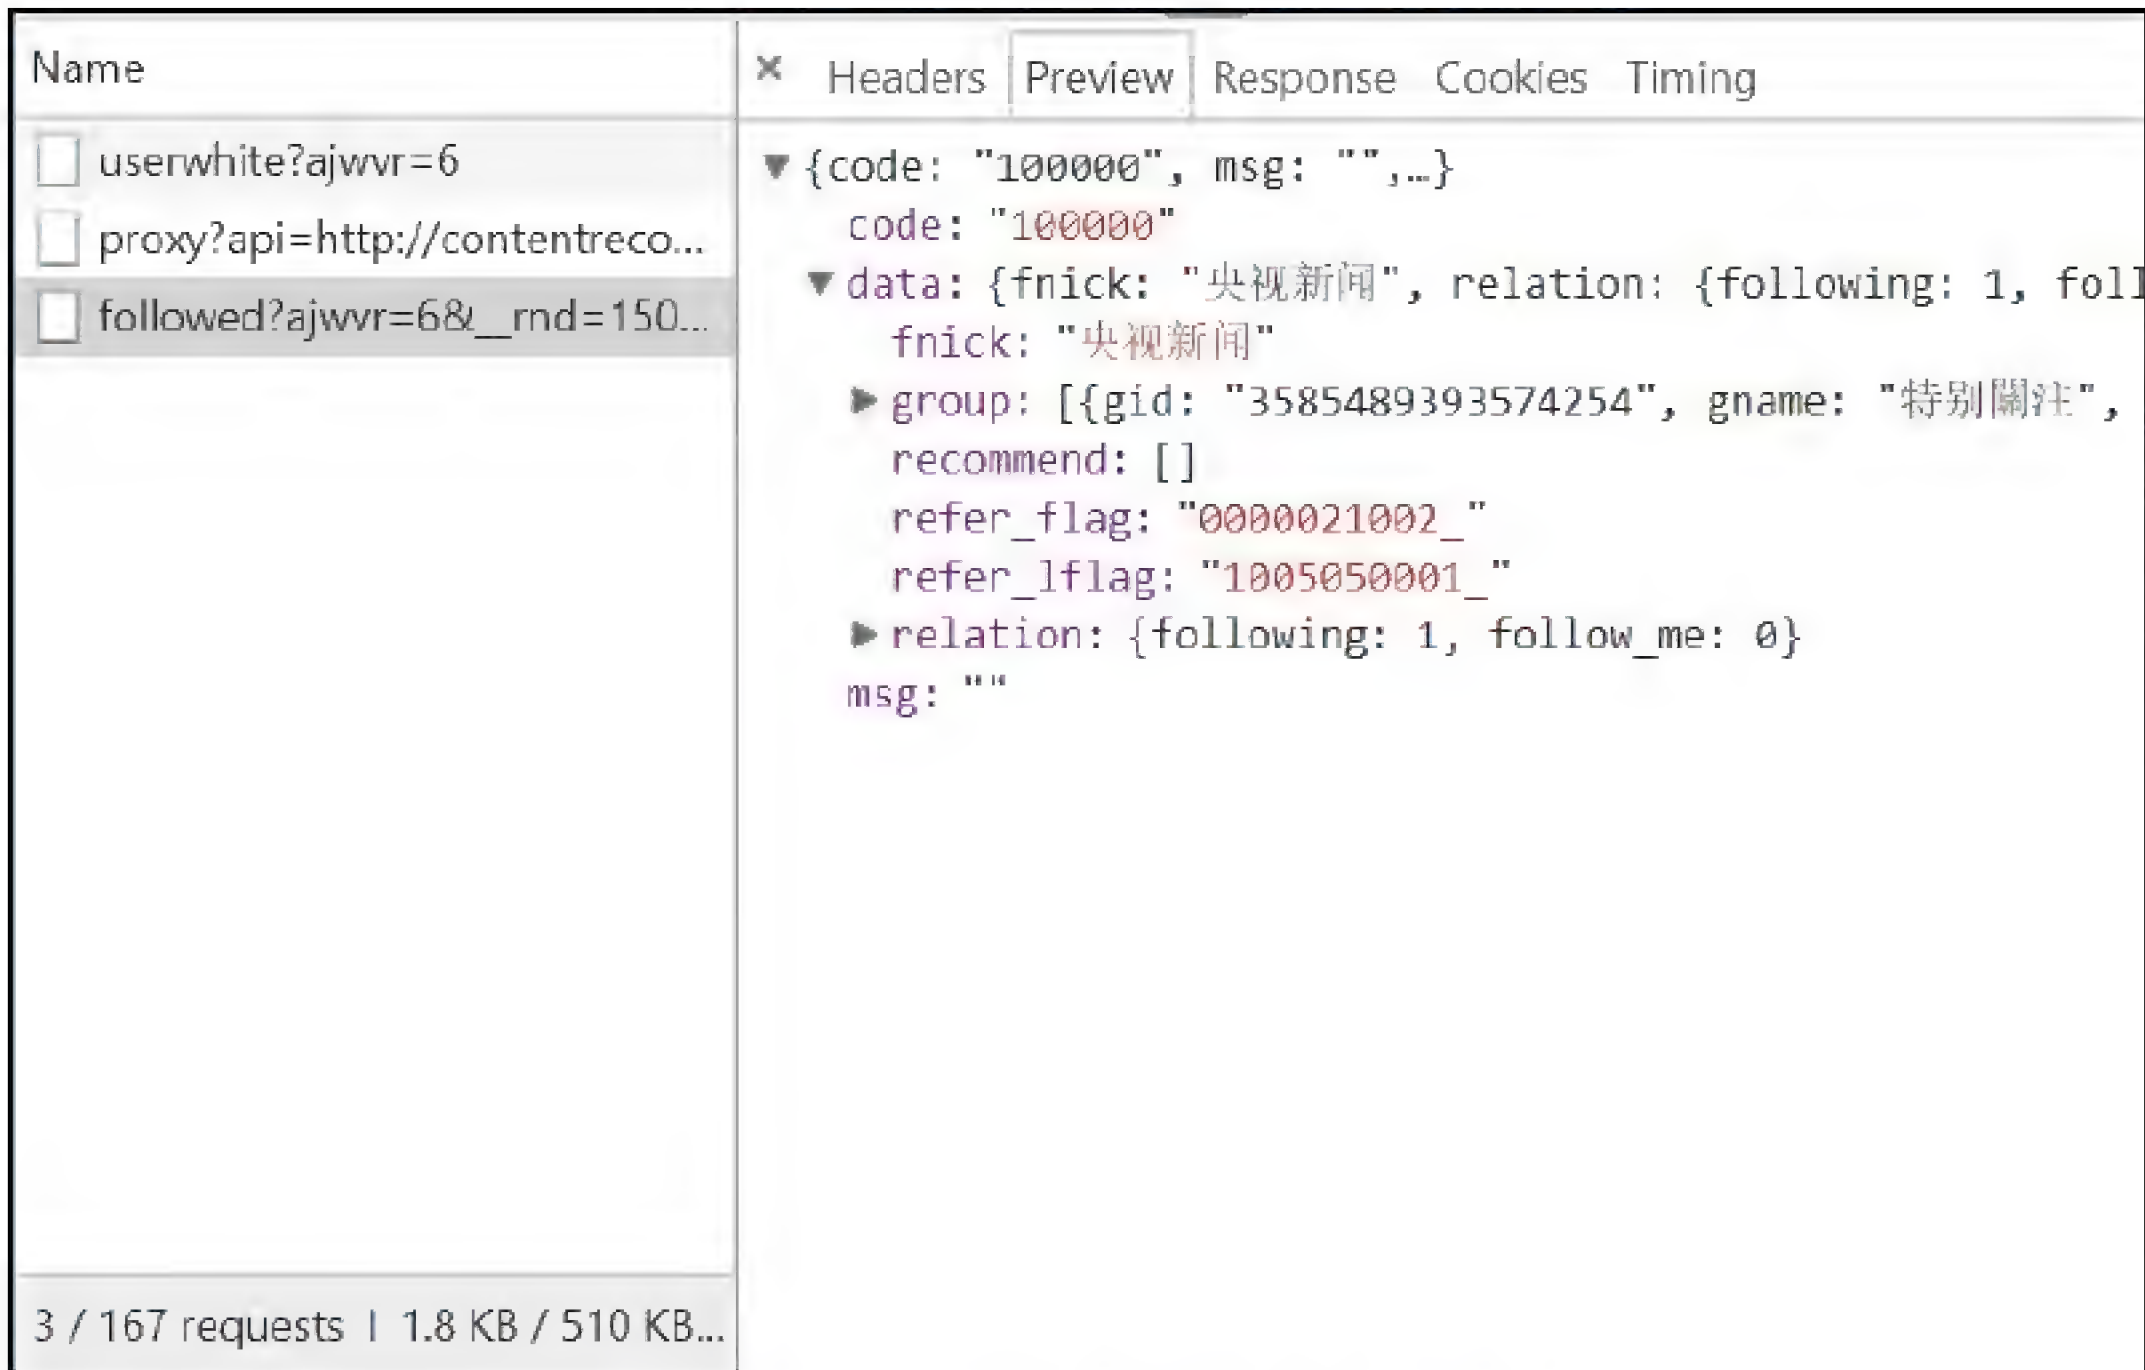 Name
userwhite?ajwvr=6
proxy?api=http://contentreco...
followed?ajwvr=6&__rnd=150...
3 / 167 requests | 1.8 KB / 510 KB...
× Headers Preview Response Cookies Timing
▼ {code: "100000", msg: "",…}
code: "100000"
▼ data: {fnick: "央视新闻", relation: {following: 1, foll
fnick: "央视新闻"
▶ group: [{gid: "3585489393574254", gname: "特别關注",
recommend: []
refer_flag: "0000021002_"
refer_lflag: "1005050001_"
▶ relation: {following: 1, follow_me: 0}
msg: ""